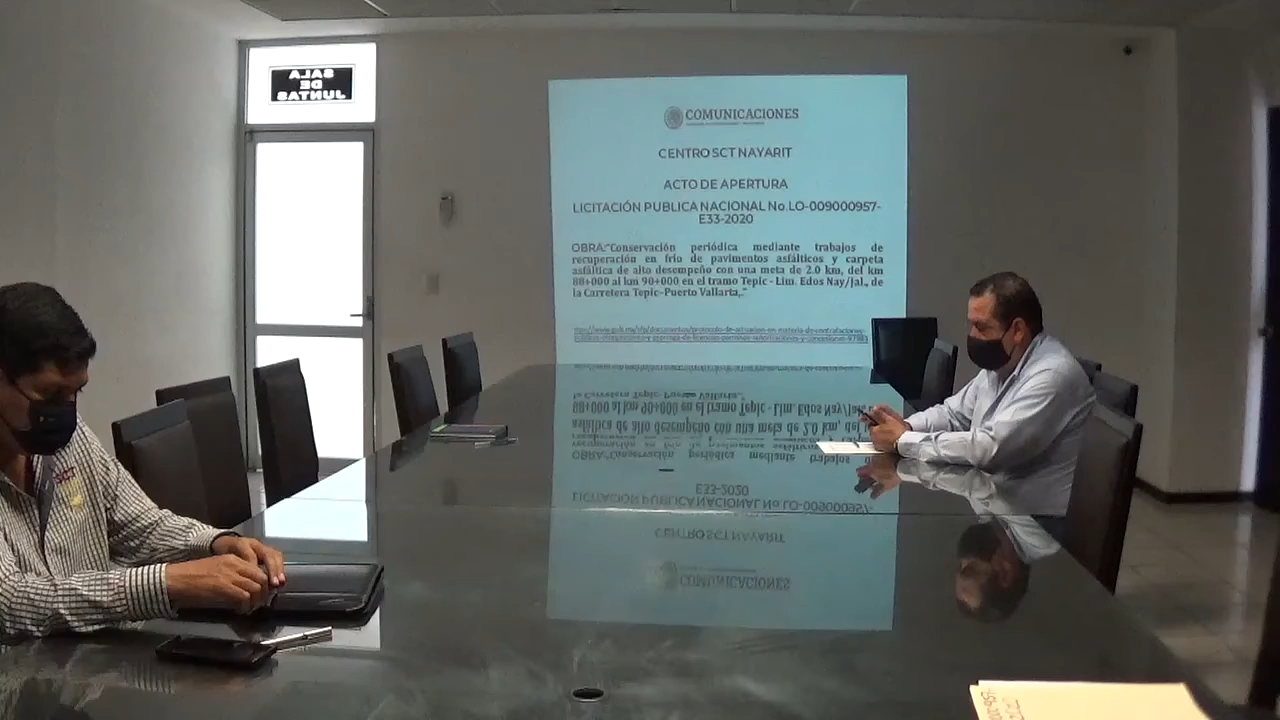 SALA
DE
JUNTAS
COMUNICACIONES
CENTRO SCT NAYARIT
ACTO DE APERTURA
LICITACIÓN PUBLICA NACIONAL No.LO-009000957-
E33-2020
OBRA:"Conservación periódica mediante trabajos de
recuperación en frio de pavimentos asfálticos y carpeta
asfáltica de alto desempeño con una meta de 2.0 km, del km
88+000 al km 90+000 en el tramo Tepic - Lim. Edos Nay/Jal., de
la Carretera Tepic-Puerto Vallarta,."